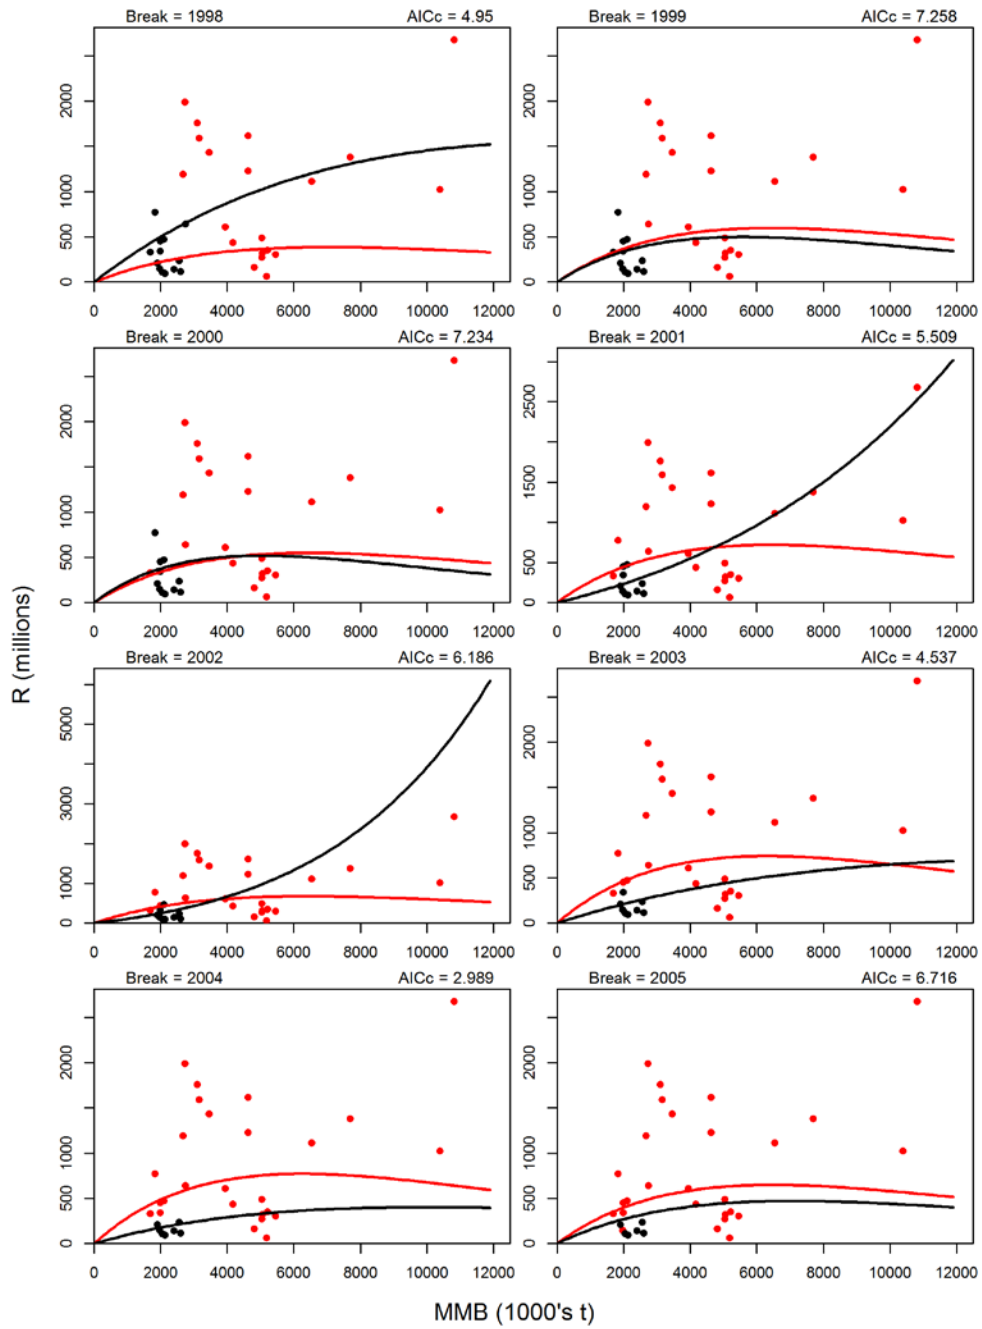 Break = 1998 AICc = 4.95 Break = 1999 AICc = 7.258
2000 2000
1000 1000
500 500
0 0
0 2000 4000 6000 8000 10000 12000 0 2000 4000 6000 8000 10000 12000
Break = 2000 AICc = 7.234 Break = 2001 AICc = 5.509
2000 2500
1000 1500
500 500
0 0
0 2000 4000 6000 8000 10000 12000 0 2000 4000 6000 8000 10000 12000
R (millions)
Break = 2002 AICc = 6.186 Break = 2003 AICc = 4.537
5000 2000
3000 1000
1000 500
0 0
0 2000 4000 6000 8000 10000 12000 0 2000 4000 6000 8000 10000 12000
Break = 2004 AICc = 2.989 Break = 2005 AICc = 6.716
2000 2000
1000 1000
500 500
0 0
0 2000 4000 6000 8000 10000 12000 0 2000 4000 6000 8000 10000 12000
MMB (1000's t)